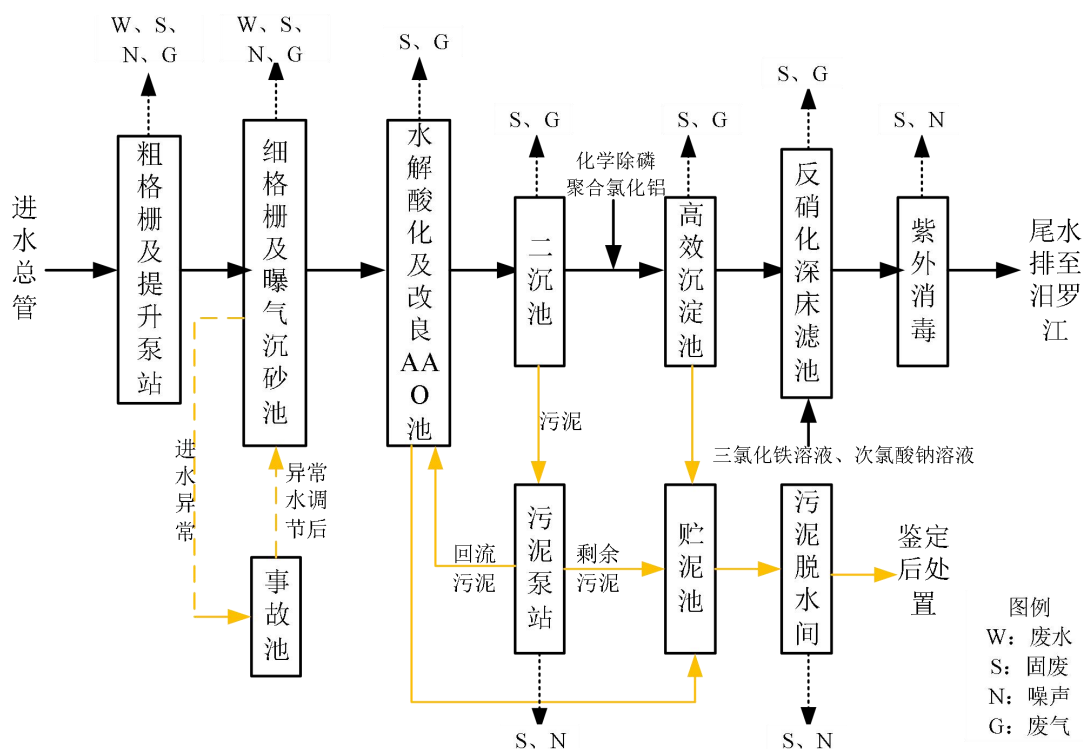 W、S、
N、G
W、S、
N、G
S、G
S、G
S、G
S、G
S、N
进水总管
粗格栅及提升泵站
细格栅及曝气沉砂池
水解酸化及改良AAO池
二沉池
化学除磷
聚合氯化铝
高效沉淀池
反硝化深床滤池
紫外消毒
尾水
排至
汨罗
江
进水异常
异常
水调
节后
事故池
污泥
三氯化铁溶液、次氯酸钠溶液
回流
污泥
污泥泵站
剩余
污泥
贮泥池
污泥脱水间
鉴定
后处
置
S、N
S、N
图例
W：废水
S：固废
N：噪声
G：废气